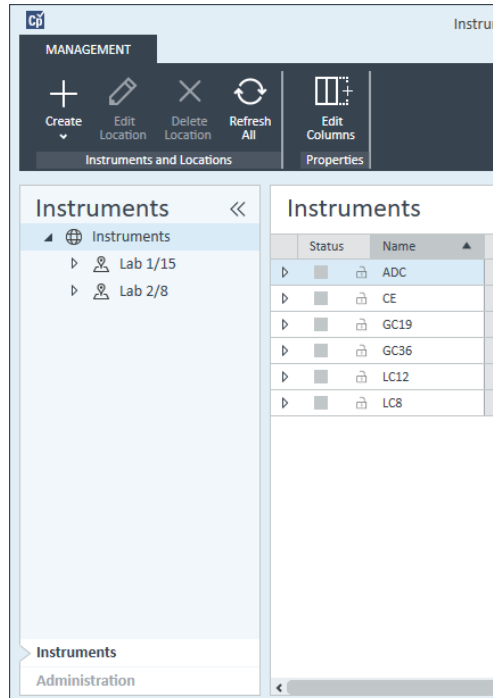 Cp
Instru
MANAGEMENT
Create
Edit
Location
Delete
Location
Refresh
All
Edit
Columns
Instruments and Locations
Properties
Instruments
Instruments
Lab 1/15
Lab 2/8
Instruments
Status Name
ADC
CE
GC19
GC36
LC12
LC8
Instruments
Administration